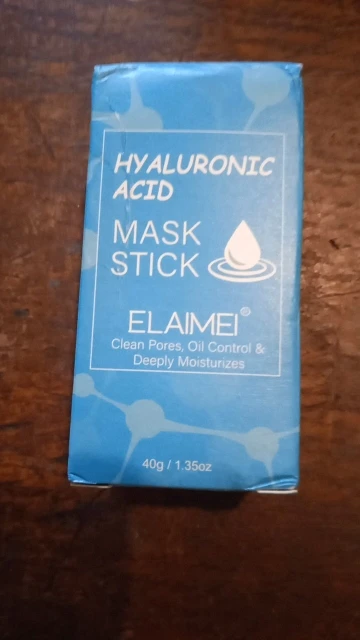 HYALURONIC
ACID
MASK
STICK
ELAIMEI®
Clean Pores, Oil Control &
Deeply Moisturizes
40g / 1.35oz